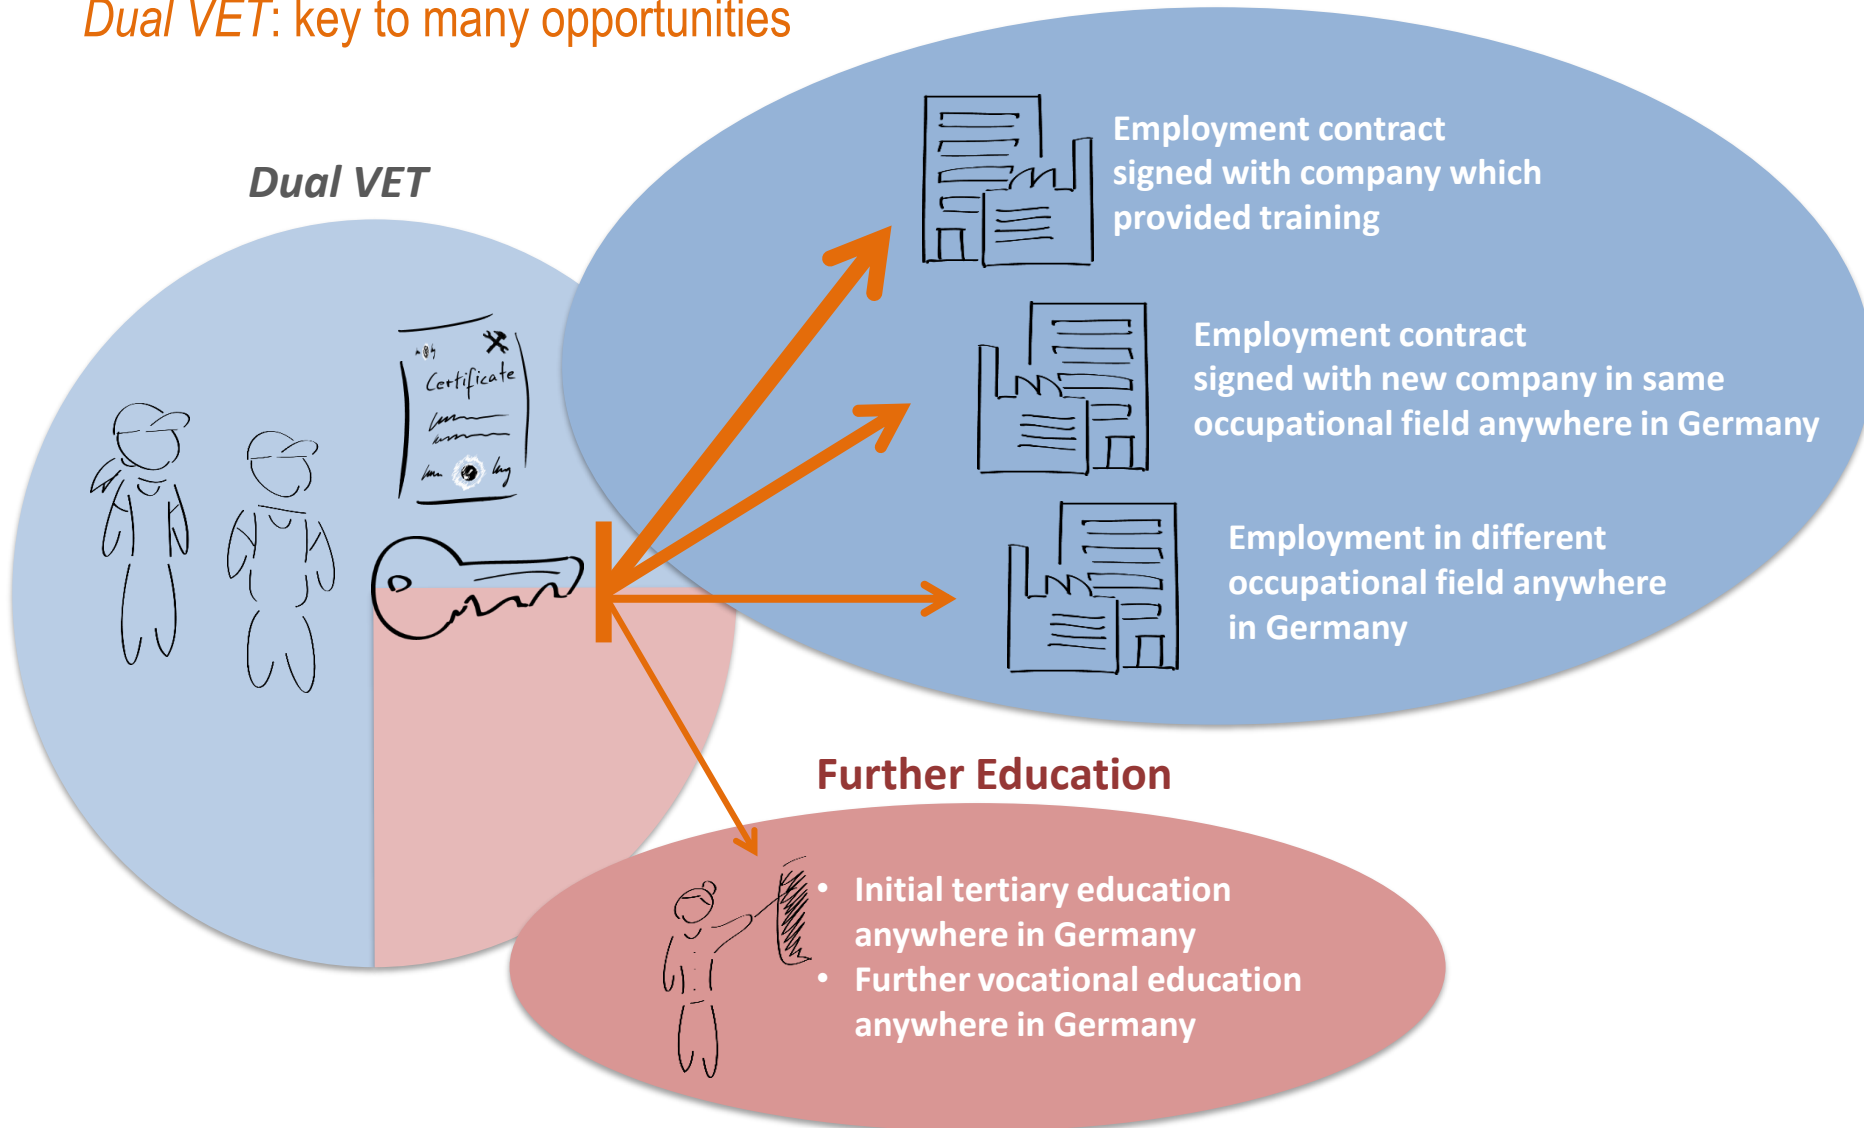 Dual VET: key to many opportunities
Dual VET
Certificate
Employment contract
signed with company which
provided training
Employment contract
signed with new company in same
occupational field anywhere in Germany
Employment in different
occupational field anywhere
in Germany
Further Education
• Initial tertiary education
anywhere in Germany
• Further vocational education
anywhere in Germany